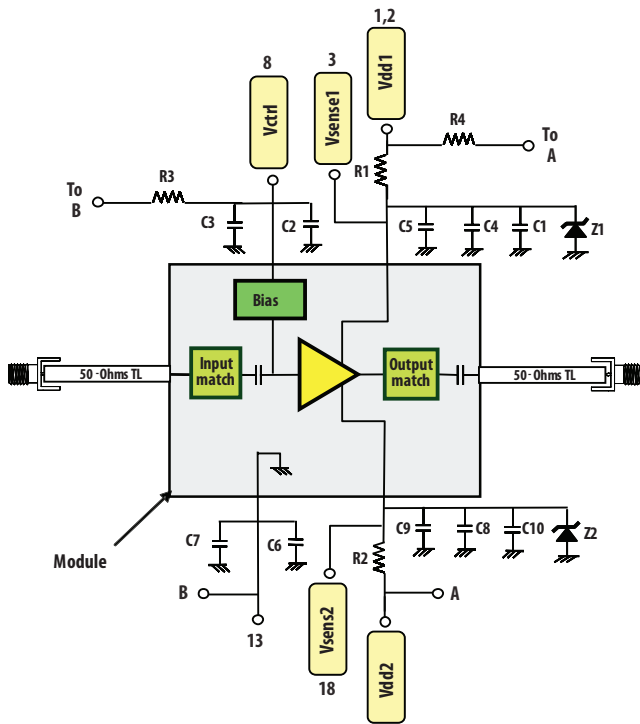 1,2
8
3
Vctrl
Vsense1
Vdd1
R4
To
A
R1
R3
To
B
C3
C2
C5
C4
C1
Z1
Bias
Input
match
Output
match
50-Ohms TL
50-Ohms TL
Module
C7
C6
C9
C8
C10
Z2
R2
B
A
13
Vsens2
18
Vdd2